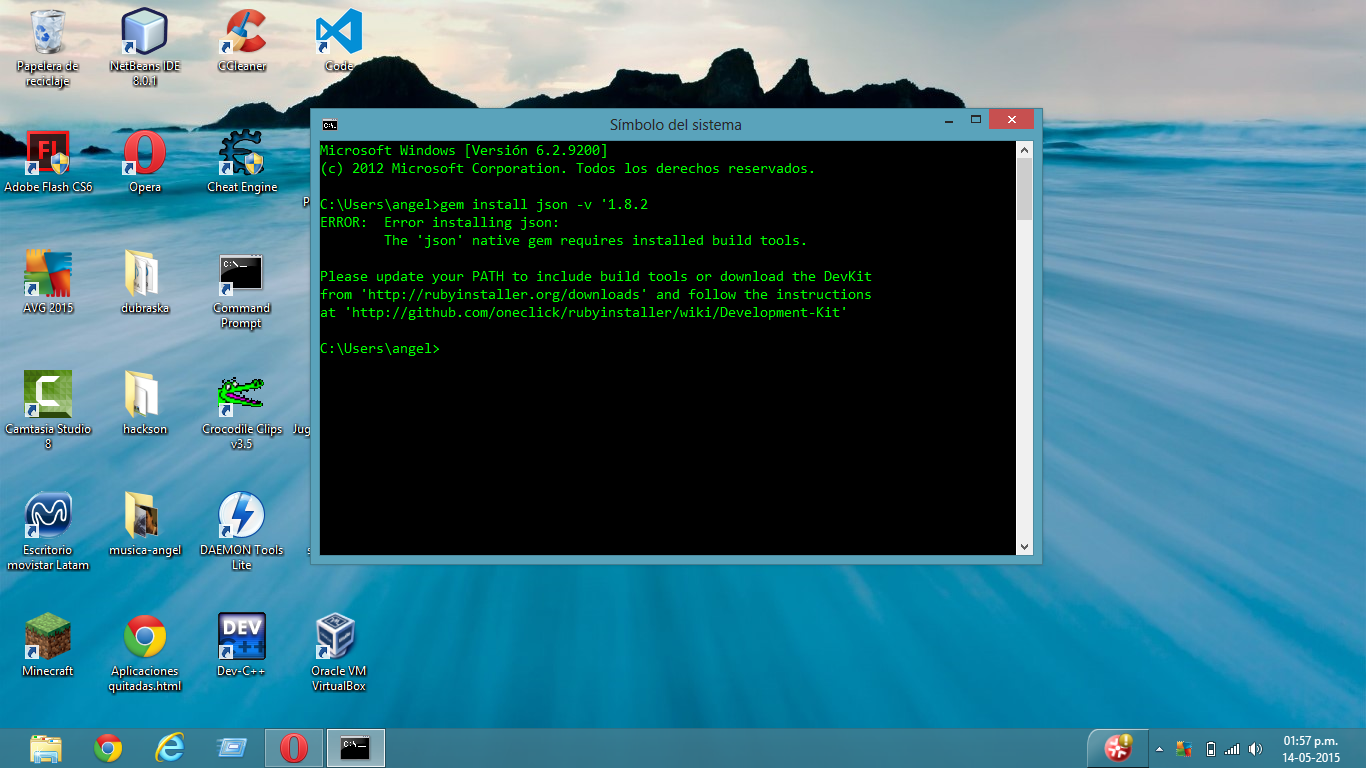 Papelera de
reciclaje
NetBeans IDE
8.0.1
CCleaner
Code
Adobe Flash CS6
Opera
Cheat Engine
P
AVG 2015
dubraska
Command
Prompt
Camtasia Studio
8
hackson
Crocodile Clips
v3.5
Jug
Escritorio
movistar Latam
musica-angel
DAEMON Tools
Lite
s
Minecraft
Aplicaciones
quitadas.html
DEV
C++
Dev-C++
Oracle VM
VirtualBox
Símbolo del sistema
Microsoft Windows [Versión 6.2.9200]
(c) 2012 Microsoft Corporation. Todos los derechos reservados.
C:\Users\angel>gem install json -v '1.8.2
ERROR:  Error installing json:
The 'json' native gem requires installed build tools.
Please update your PATH to include build tools or download the DevKit
from 'http://rubyinstaller.org/downloads' and follow the instructions
at 'http://github.com/oneclick/rubyinstaller/wiki/Development-Kit'
C:\Users\angel>
01:57 p.m.
14-05-2015